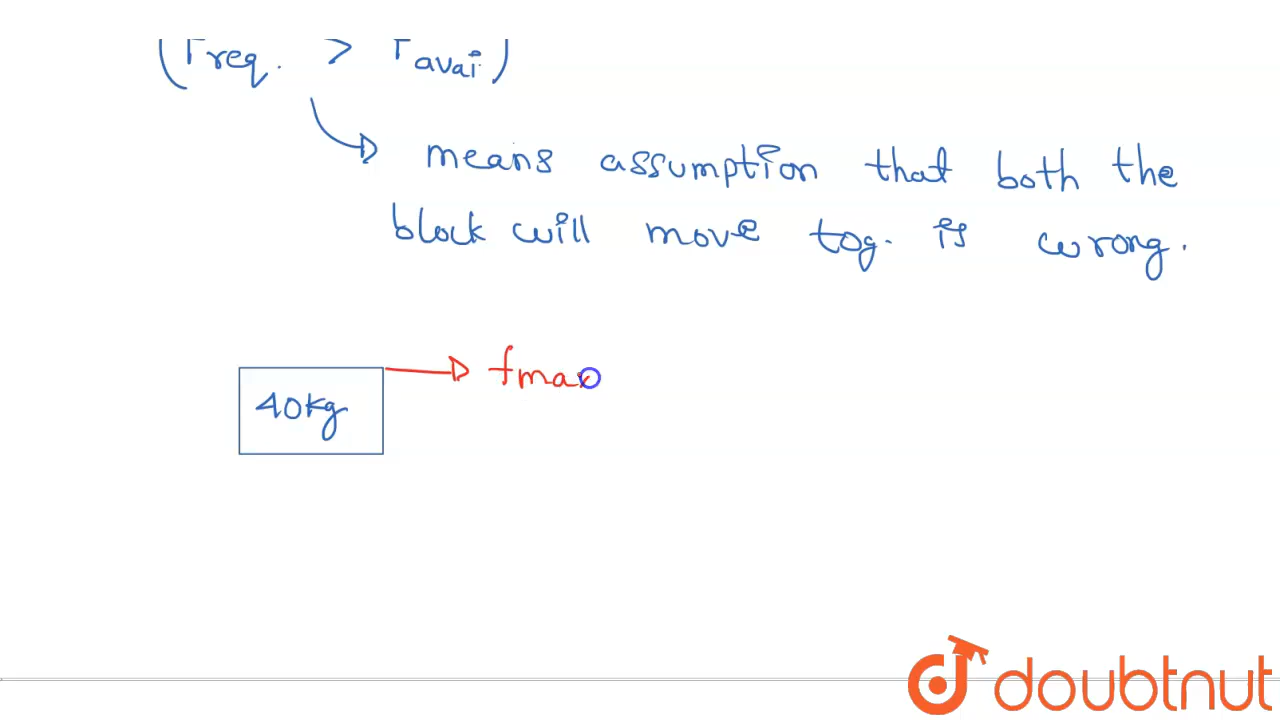 (Freq. > Favai.)
means assumption that both the
block will move tog. is wrong.
fmax
40kg
doubtnut